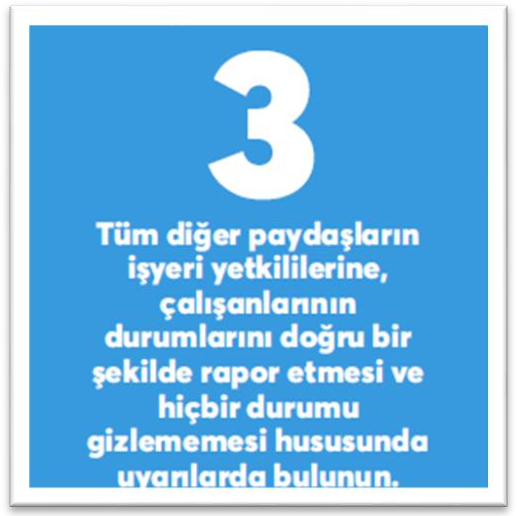 3
Tüm diğer paydaşların
işyeri yetkililerine,
çalışanlarının
durumlarını doğru bir
şekilde rapor etmesi ve
hiçbir durumu
gizlememesi hususunda
uyarılarda bulunun.